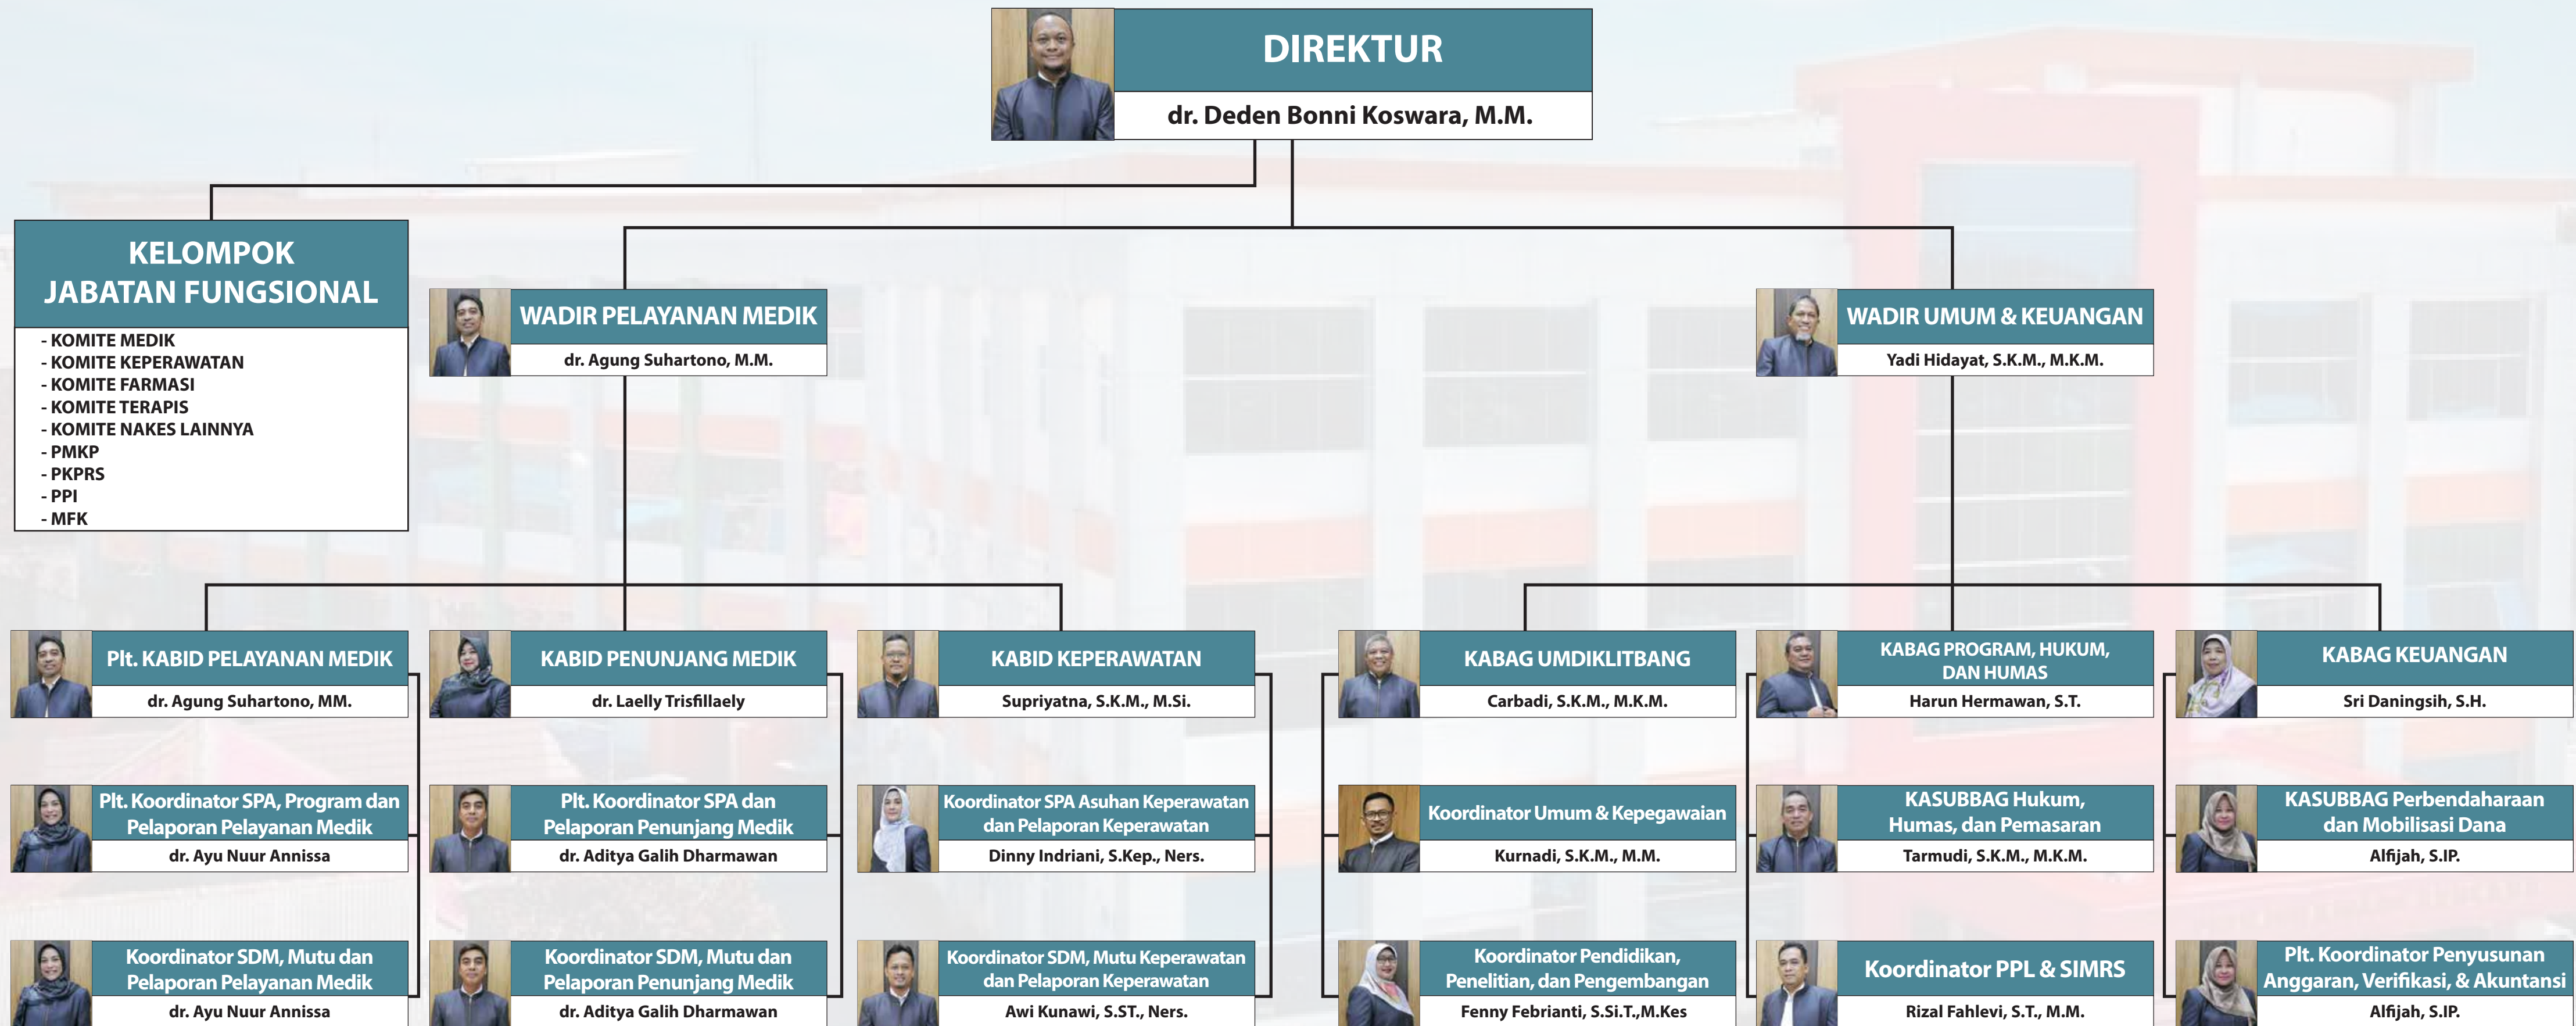 DIREKTUR
dr. Deden Bonni Koswara, M.M.
KELOMPOK
JABATAN FUNGSIONAL
- KOMITE MEDIK
- KOMITE KEPERAWATAN
- KOMITE FARMASI
- KOMITE TERAPIS
- KOMITE NAKES LAINNYA
- PMKP
- PKPRS
- PPI
- MFK
WADIR PELAYANAN MEDIK
dr. Agung Suhartono, M.M.
WADIR UMUM & KEUANGAN
Yadi Hidayat, S.K.M., M.K.M.
Plt. KABID PELAYANAN MEDIK
dr. Agung Suhartono, MM.
KABID PENUNJANG MEDIK
dr. Laelly Trisfillaely
KABID KEPERAWATAN
Supriyatna, S.K.M., M.Si.
KABAG UMDIKLITBANG
Carbadi, S.K.M., M.K.M.
KABAG PROGRAM, HUKUM,
DAN HUMAS
Harun Hermawan, S.T.
KABAG KEUANGAN
Sri Daningsih, S.H.
Plt. Koordinator SPA, Program dan
Pelaporan Pelayanan Medik
dr. Ayu Nuur Annissa
Plt. Koordinator SPA dan
Pelaporan Penunjang Medik
dr. Aditya Galih Dharmawan
Koordinator SPA Asuhan Keperawatan
dan Pelaporan Keperawatan
Dinny Indriani, S.Kep., Ners.
Koordinator Umum & Kepegawaian
Kurnadi, S.K.M., M.M.
KASUBBAG Hukum,
Humas, dan Pemasaran
Tarmudi, S.K.M., M.K.M.
KASUBBAG Perbendaharaan
dan Mobilisasi Dana
Alfijah, S.IP.
Koordinator SDM, Mutu dan
Pelaporan Pelayanan Medik
dr. Ayu Nuur Annissa
Koordinator SDM, Mutu dan
Pelaporan Penunjang Medik
dr. Aditya Galih Dharmawan
Koordinator SDM, Mutu Keperawatan
dan Pelaporan Keperawatan
Awi Kunawi, S.ST., Ners.
Koordinator Pendidikan,
Penelitian, dan Pengembangan
Fenny Febrianti, S.Si.T.,M.Kes
Koordinator PPL & SIMRS
Rizal Fahlevi, S.T., M.M.
Plt. Koordinator Penyusunan
Anggaran, Verifikasi, & Akuntansi
Alfijah, S.IP.